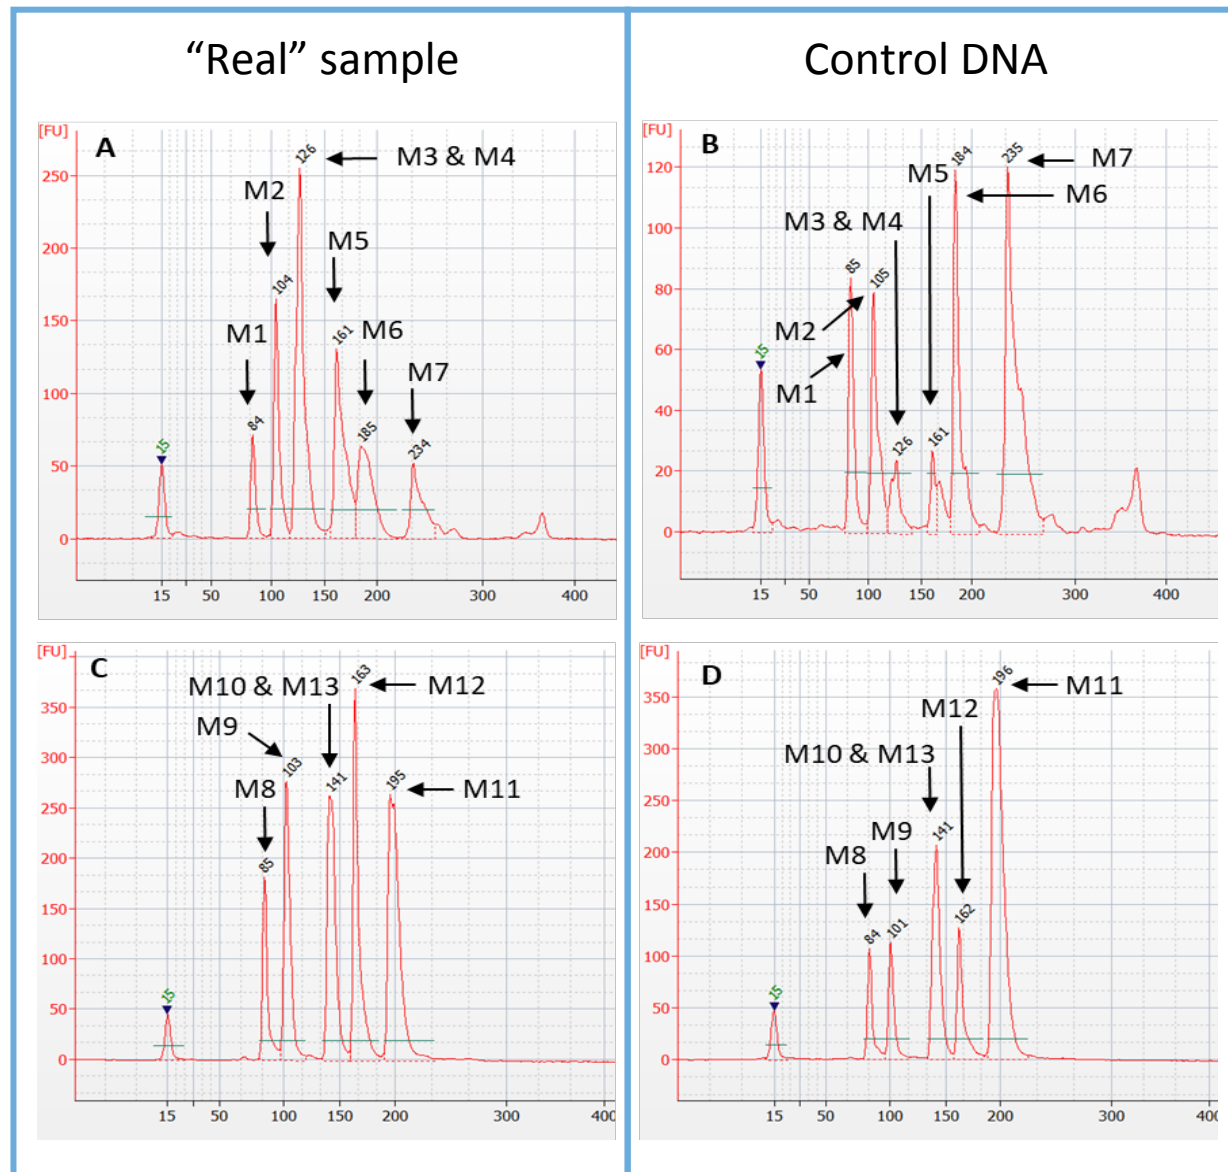 “Real” sample
Control DNA
[FU]
A
250
200
150
100
50
0
15
84
104
126
161
185
234
M1
M2
M3 & M4
M5
M6
M7
15 50 100 150 200 300 400
[FU]
B
120
100
80
60
40
20
0
15
85
105
126
161
184
235
M1
M2
M3 & M4
M5
M6
M7
15 50 100 150 200 300 400
[FU]
C
350
300
250
200
150
100
50
0
15
85
103
141
163
195
M8
M9
M10 & M13
M12
M11
15 50 100 150 200 300 400
[FU]
D
350
300
250
200
150
100
50
0
15
84
101
141
162
196
M8
M9
M10 & M13
M12
M11
15 50 100 150 200 300 400